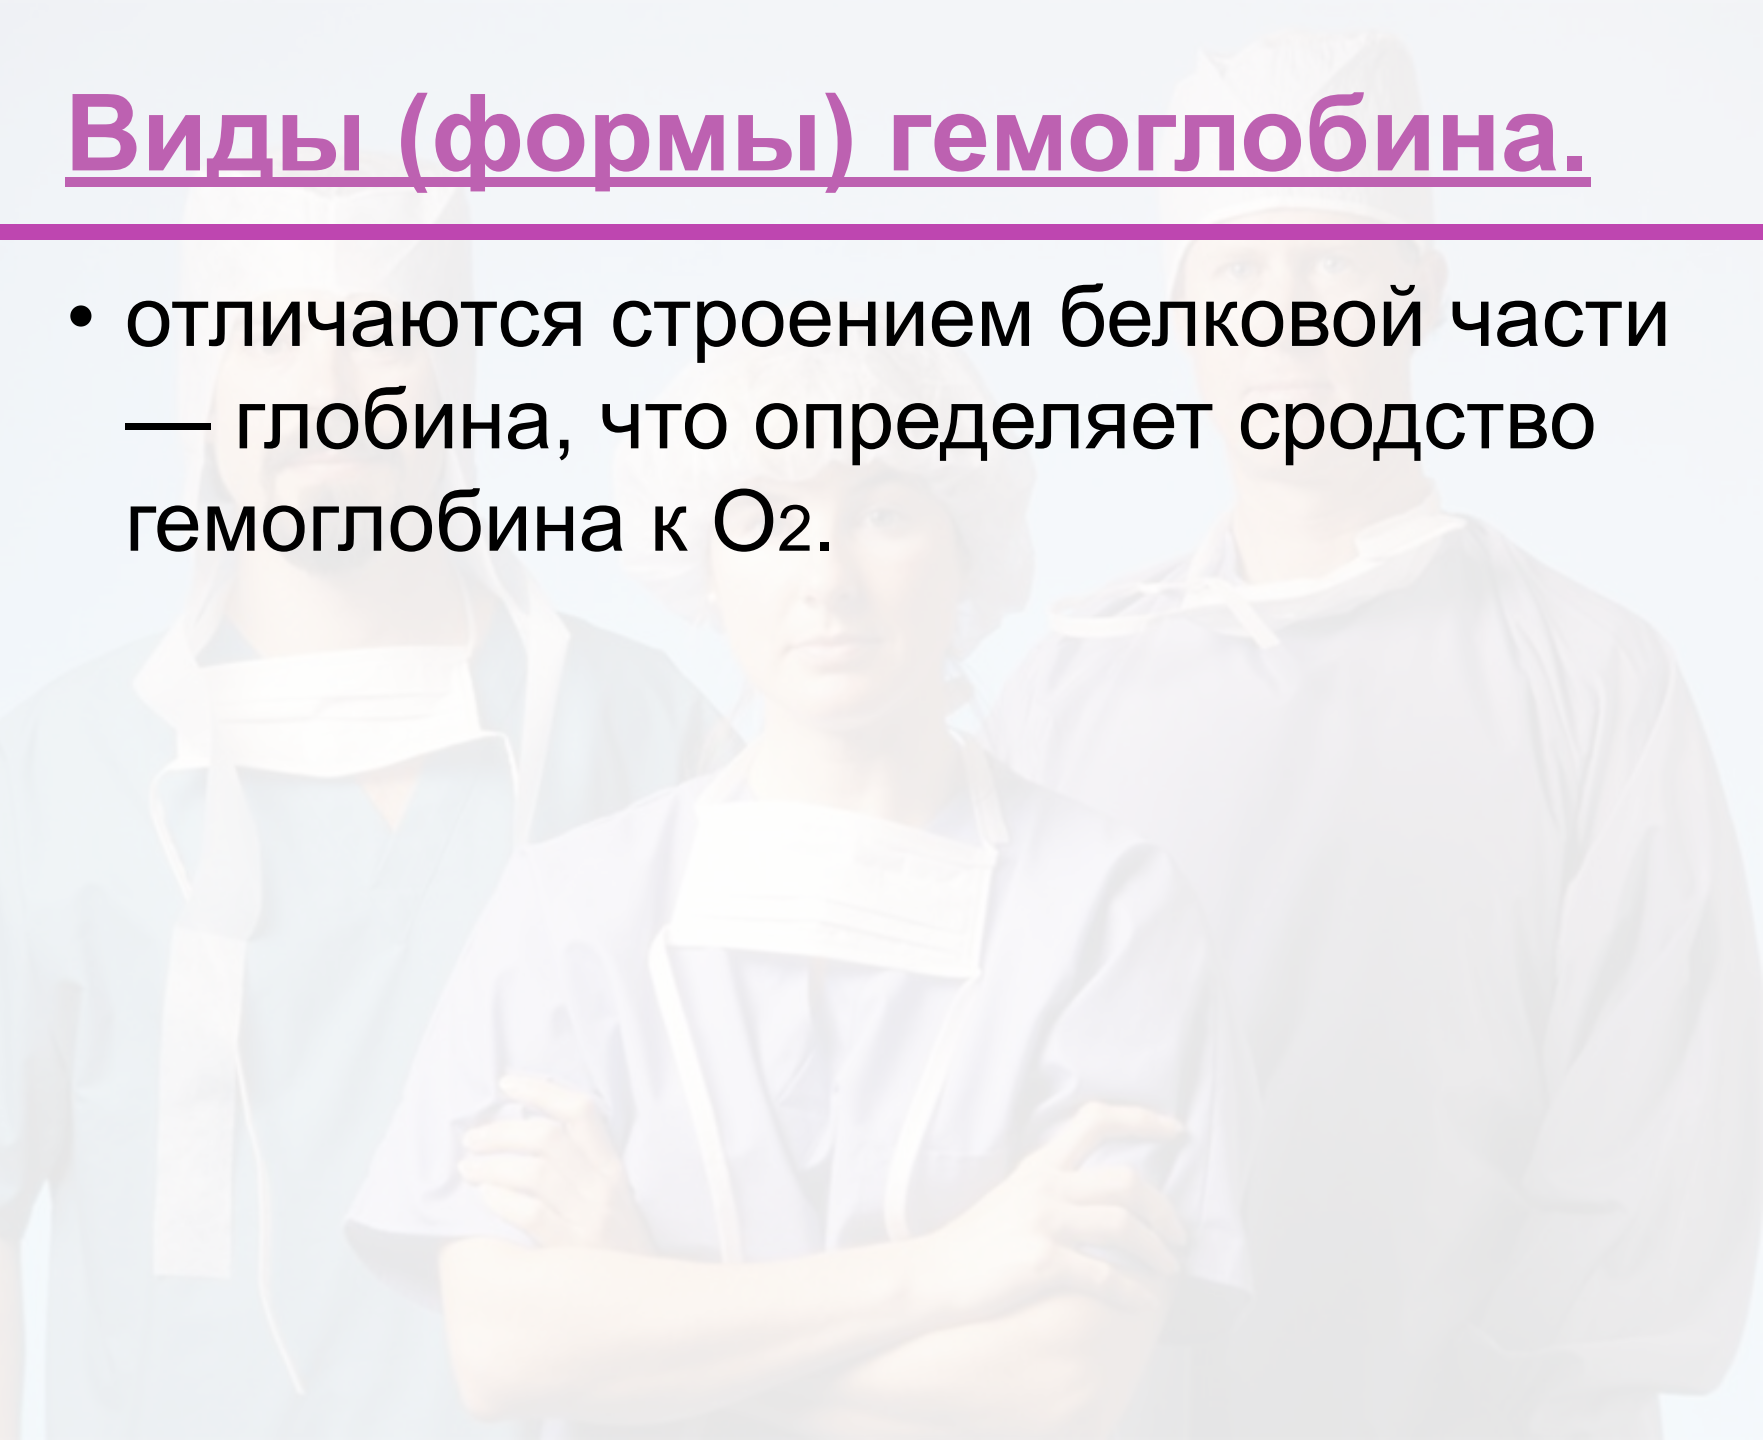 Виды (формы) гемоглобина.
• отличаются строением белковой части
— глобина, что определяет сродство
гемоглобина к О2.